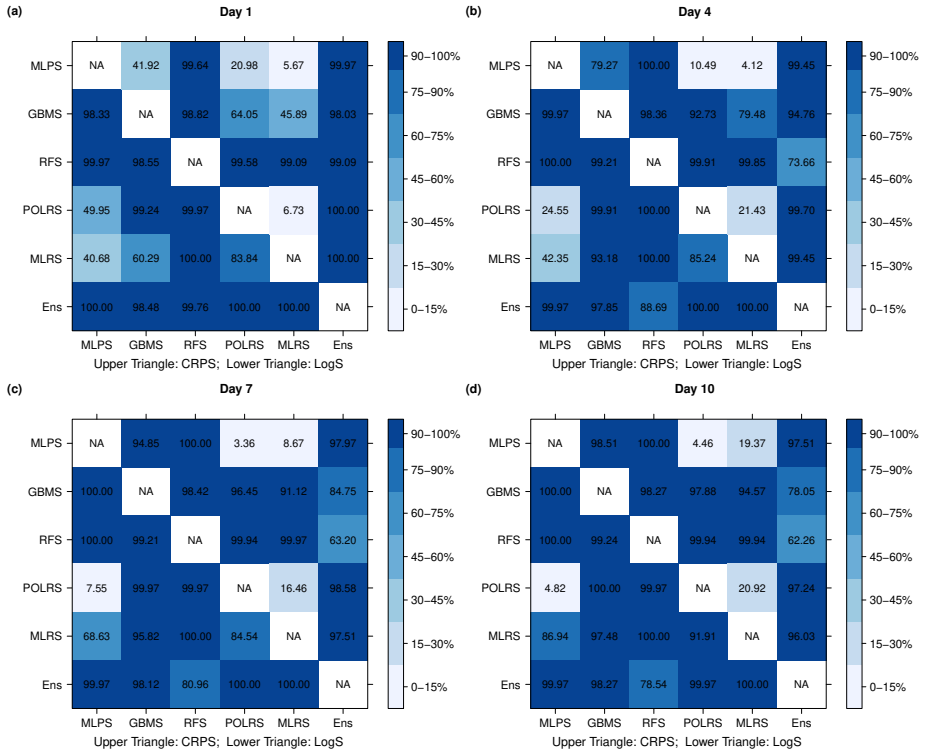 (a) Day 1
MLPS NA 41.92 99.64 20.98 5.67 99.97
GBMS 98.33 NA 98.82 64.05 45.89 98.03
RFS 99.97 98.55 NA 99.58 99.09 99.09
POLRS 49.95 99.24 99.97 NA 6.73 100.00
MLRS 40.68 60.29 100.00 83.84 NA 100.00
Ens 100.00 98.48 99.76 100.00 100.00 NA
MLPS GBMS RFS POLRS MLRS Ens
Upper Triangle: CRPS; Lower Triangle: LogS
90−100%
75−90%
60−75%
45−60%
30−45%
15−30%
0−15%
(b) Day 4
MLPS NA 79.27 100.00 10.49 4.12 99.45
GBMS 99.97 NA 98.36 92.73 79.48 94.76
RFS 100.00 99.21 NA 99.91 99.85 73.66
POLRS 24.55 99.91 100.00 NA 21.43 99.70
MLRS 42.35 93.18 100.00 85.24 NA 99.45
Ens 99.97 97.85 88.69 100.00 100.00 NA
MLPS GBMS RFS POLRS MLRS Ens
Upper Triangle: CRPS; Lower Triangle: LogS
90−100%
75−90%
60−75%
45−60%
30−45%
15−30%
0−15%
(c) Day 7
MLPS NA 94.85 100.00 3.36 8.67 97.97
GBMS 100.00 NA 98.42 96.45 91.12 84.75
RFS 100.00 99.21 NA 99.94 99.97 63.20
POLRS 7.55 99.97 99.97 NA 16.46 98.58
MLRS 68.63 95.82 100.00 84.54 NA 97.51
Ens 99.97 98.12 80.96 100.00 100.00 NA
MLPS GBMS RFS POLRS MLRS Ens
Upper Triangle: CRPS; Lower Triangle: LogS
90−100%
75−90%
60−75%
45−60%
30−45%
15−30%
0−15%
(d) Day 10
MLPS NA 98.51 100.00 4.46 19.37 97.51
GBMS 100.00 NA 98.27 97.88 94.57 78.05
RFS 100.00 99.24 NA 99.94 99.94 62.26
POLRS 4.82 100.00 99.97 NA 20.92 97.24
MLRS 86.94 97.48 100.00 91.91 NA 96.03
Ens 99.97 98.27 78.54 99.97 100.00 NA
MLPS GBMS RFS POLRS MLRS Ens
Upper Triangle: CRPS; Lower Triangle: LogS
90−100%
75−90%
60−75%
45−60%
30−45%
15−30%
0−15%